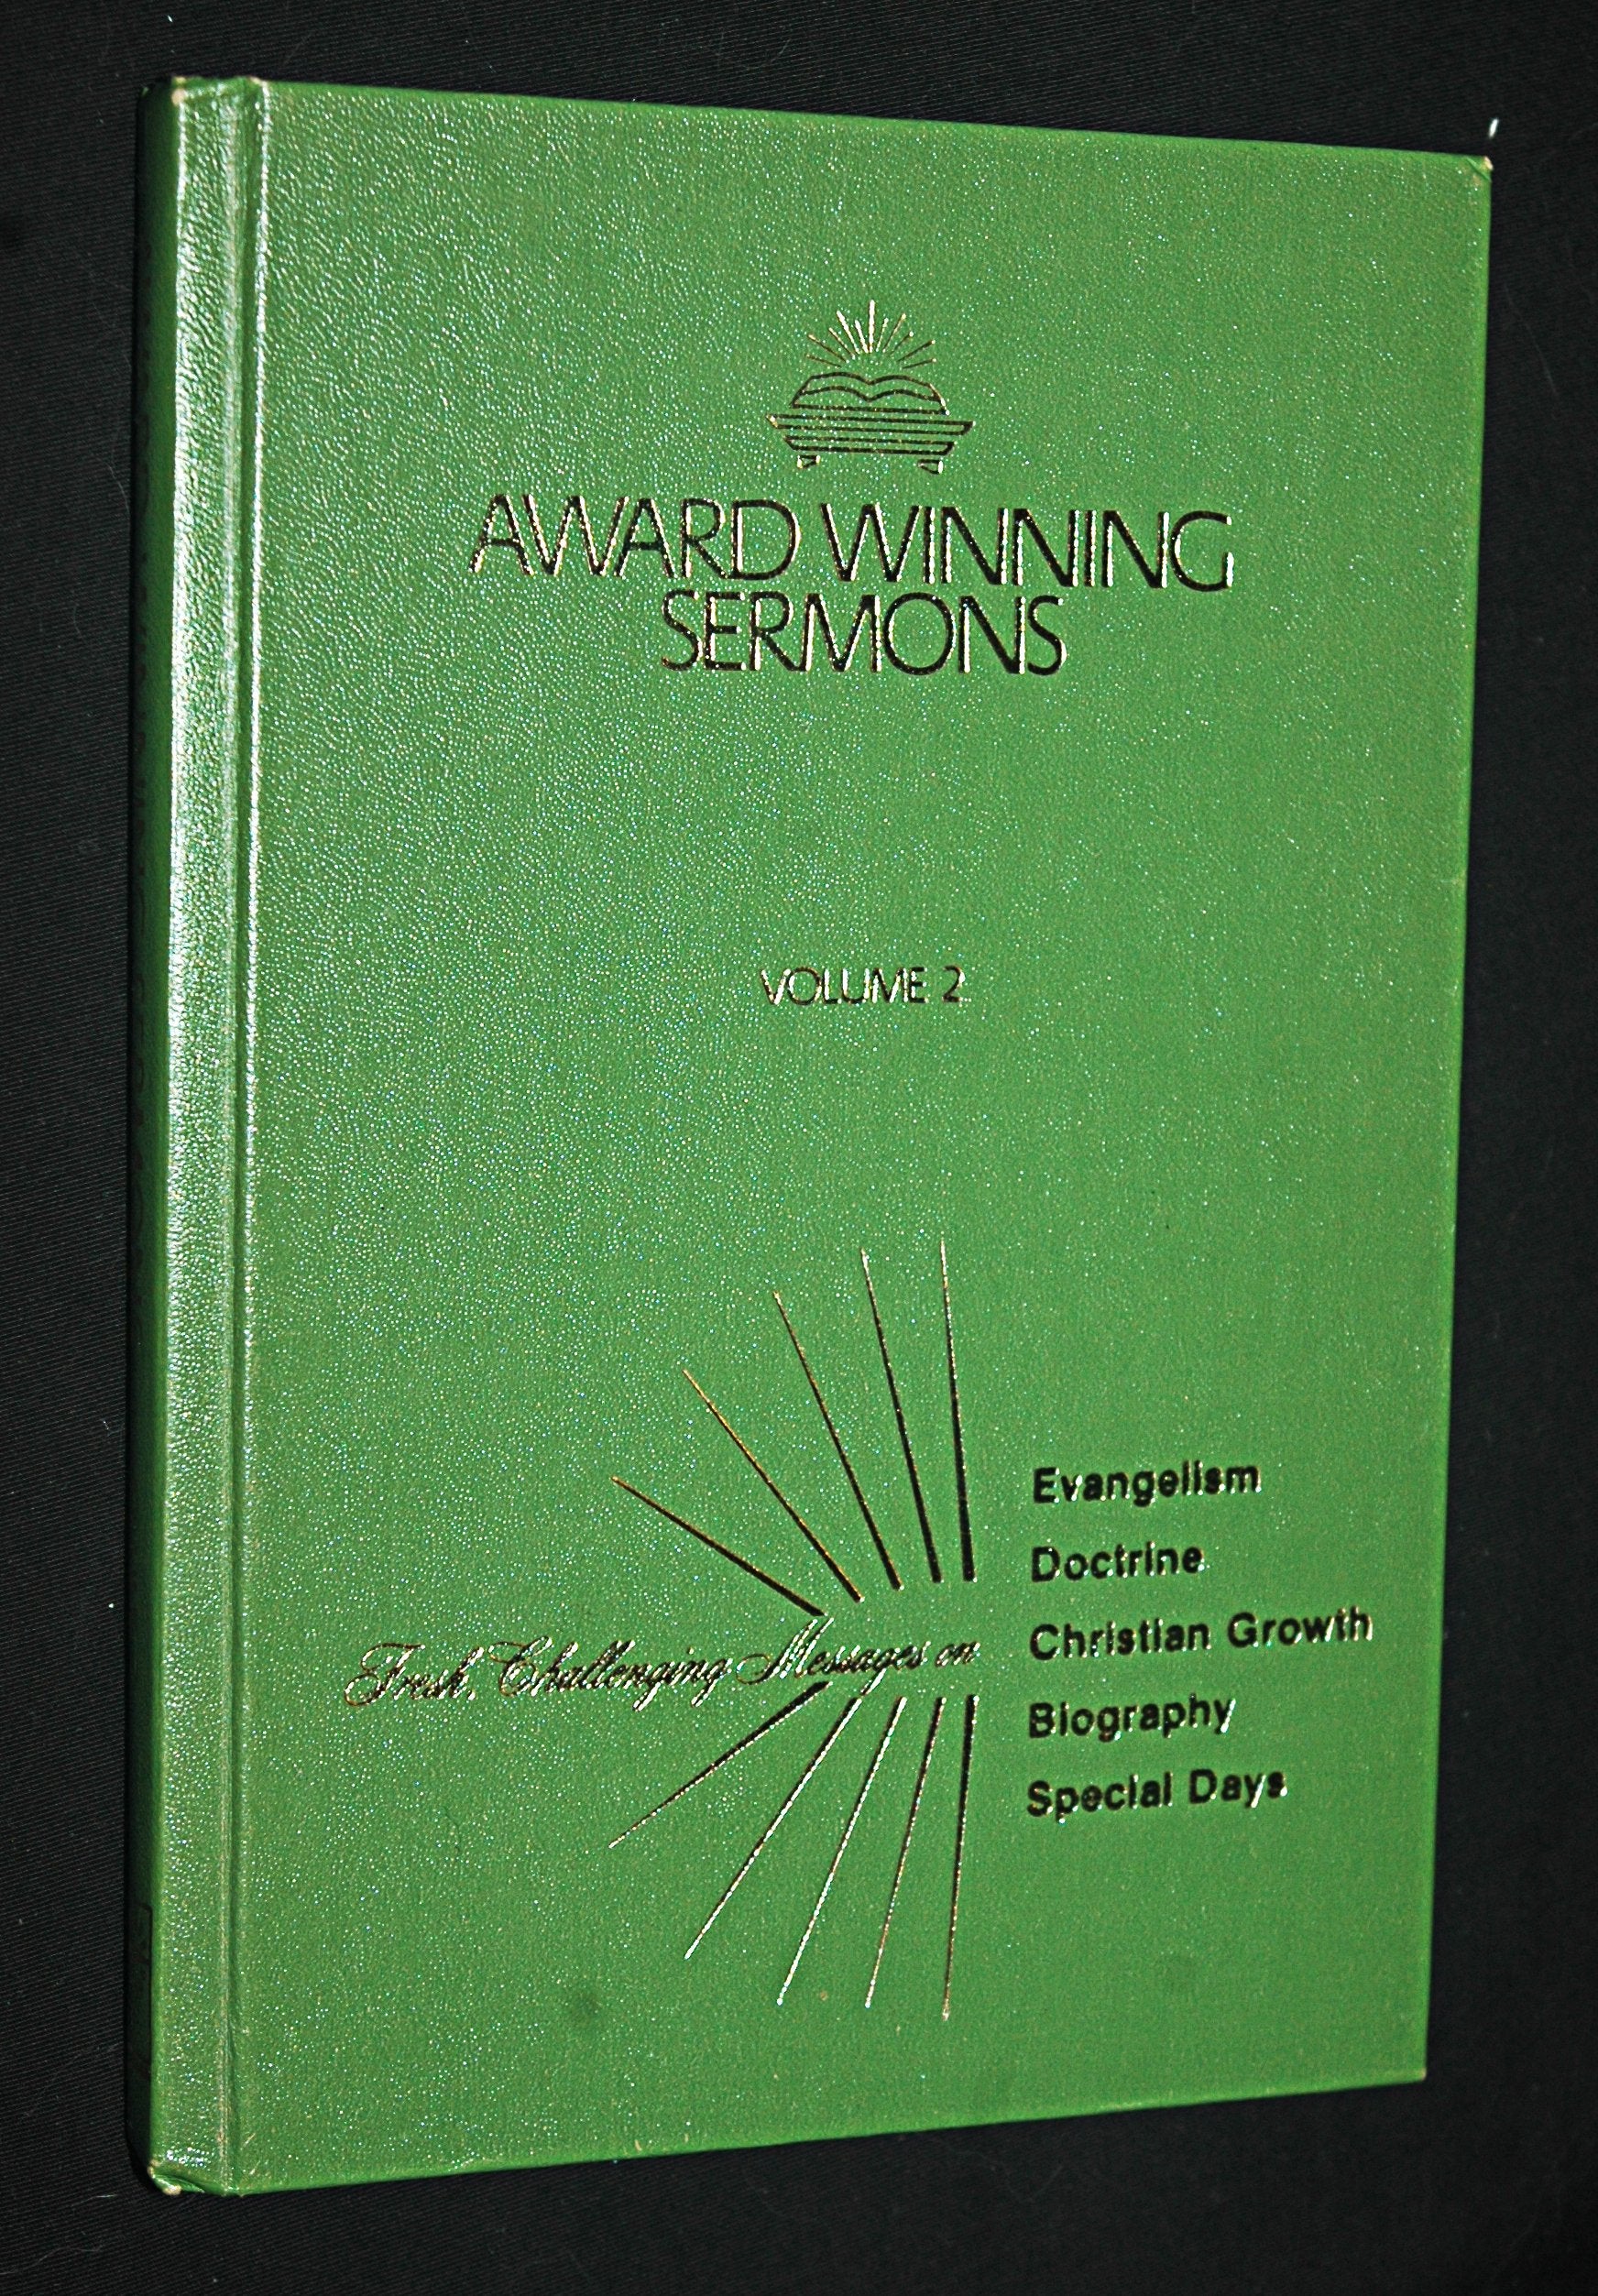 AWARD WINNING
SERMONS
VOLUME 2
Fresh, Challenging Messages on
Evangelism
Doctrine
Christian Growth
Biography
Special Days